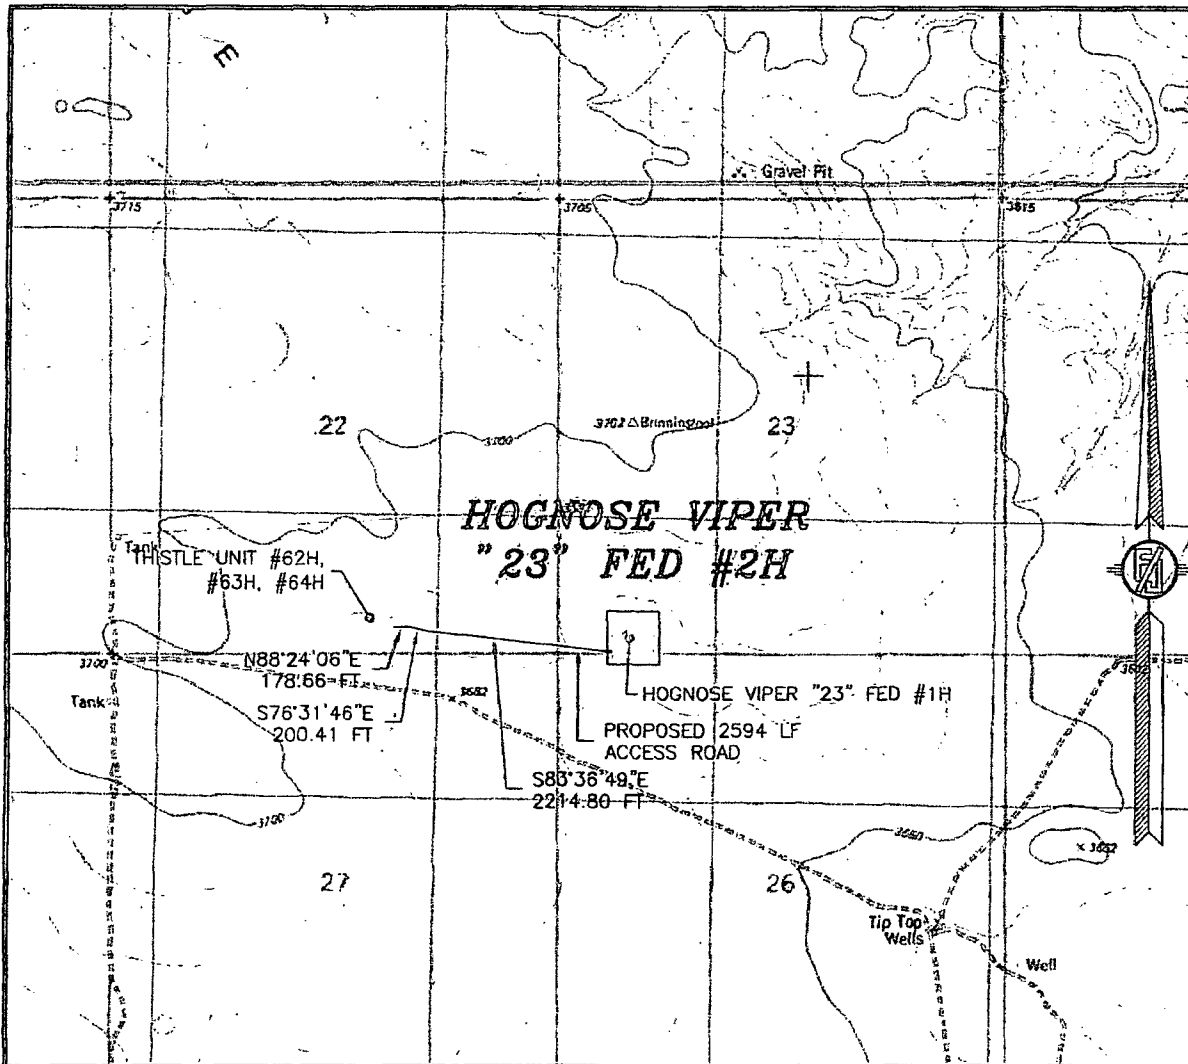 E
Gravel Pit
3715
3705
3815
22
3700
3702
23
HOGNOSE VIPER
"23" FED #2H
Tank
THISTLE UNIT #62H,
#63H, #64H
N88°24'06"E
178.66 FT
3700
3682
HOGNOSE VIPER "23" FED #1H
Tank
S76°31'46"E
200.41 FT
PROPOSED 2594 LF
ACCESS ROAD
S83°36'49"E
2214.80 FT
3700
3650
3652
27
26
Tip Top
Wells
Well